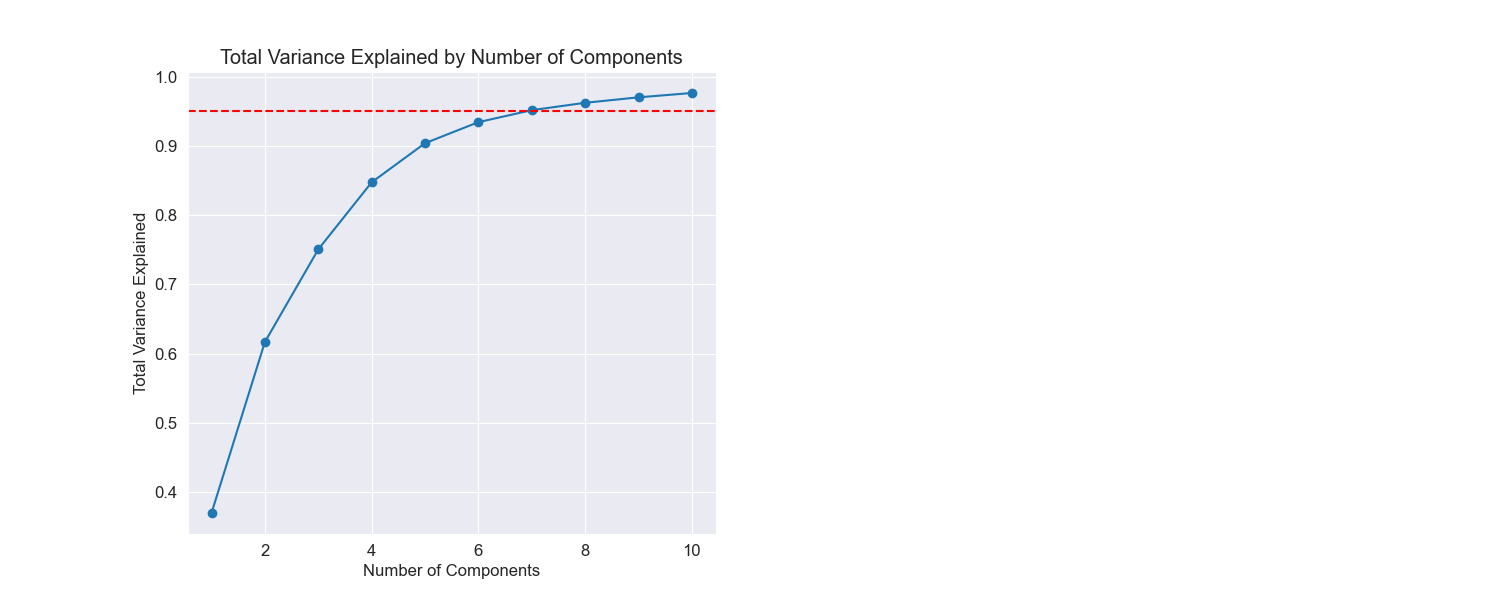 Total Variance Explained by Number of Components
1.0
0.9
0.8
0.7
0.6
0.5
0.4
Total Variance Explained
2 4 6 8 10
Number of Components